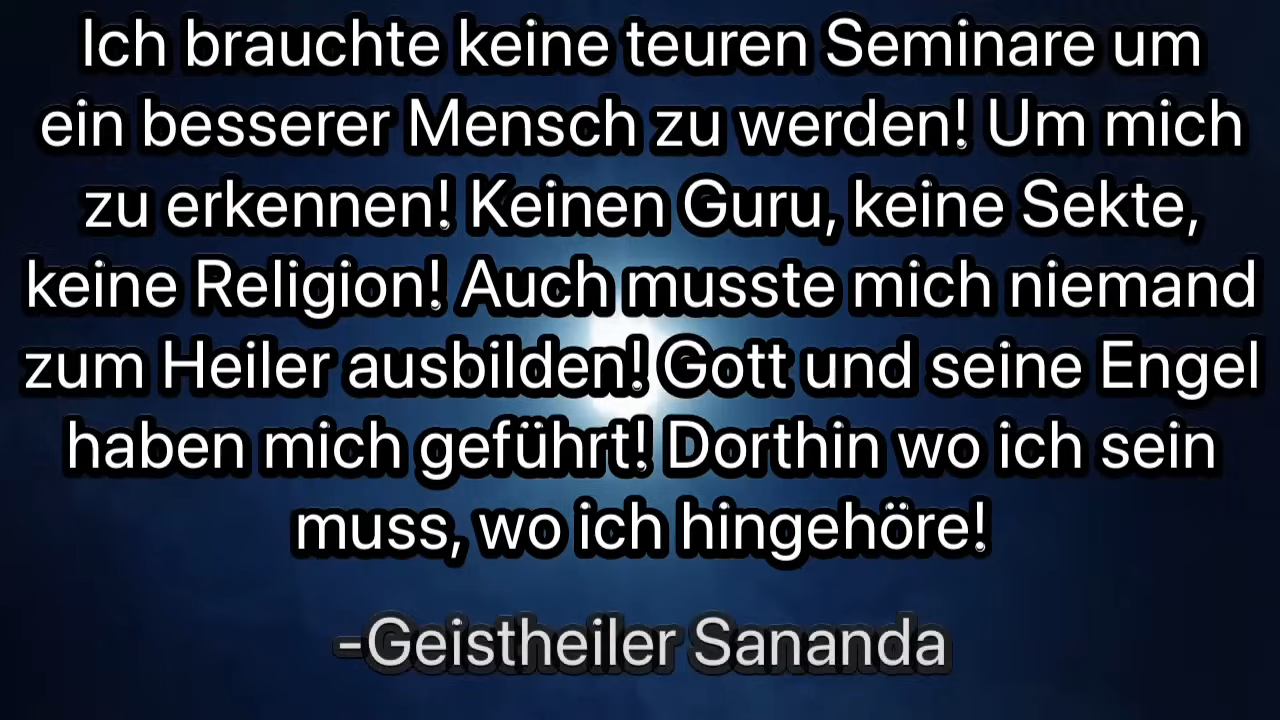 Ich brauchte keine teuren Seminare um
ein besserer Mensch zu werden! Um mich
zu erkennen! Keinen Guru, keine Sekte,
keine Religion! Auch musste mich niemand
zum Heiler ausbilden! Gott und seine Engel
haben mich geführt! Dorthin wo ich sein
muss, wo ich hingehöre!
-Geistheiler Sananda